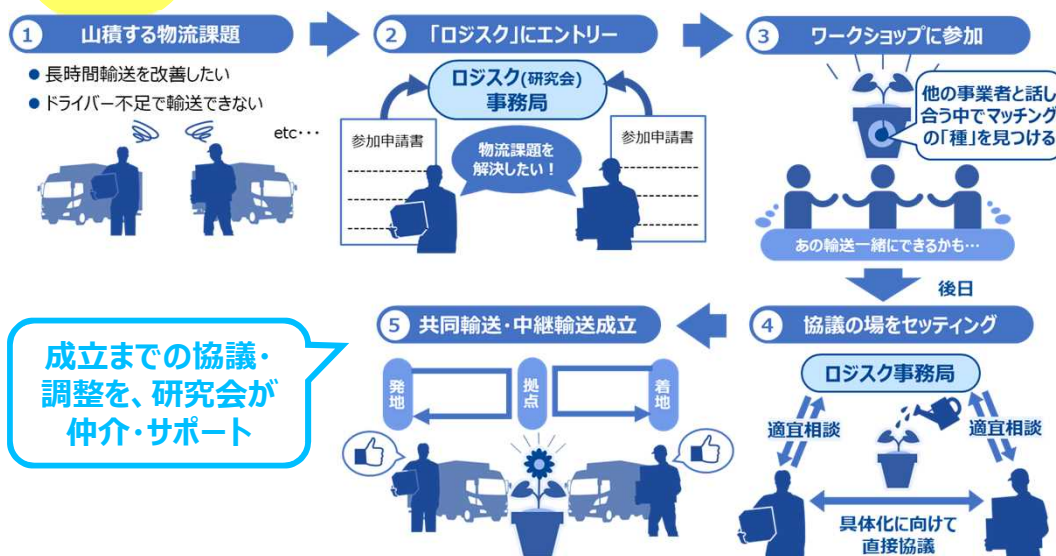 1 山積する物流課題
● 長時間輸送を改善したい
● ドライバー不足で輸送できない
etc…
2 「ロジスク」にエントリー
ロジスク(研究会)
事務局
参加申請書
参加申請書
物流課題を
解決したい！
3 ワークショップに参加
他の事業者と話し
合う中でマッチング
の「種」を見つける
あの輸送一緒にできるかも…
後日
4 協議の場をセッティング
ロジスク事務局
適宜相談
適宜相談
具体化に向けて
直接協議
5 共同輸送・中継輸送成立
発地
拠点
着地
成立までの協議・
調整を、研究会が
仲介・サポート